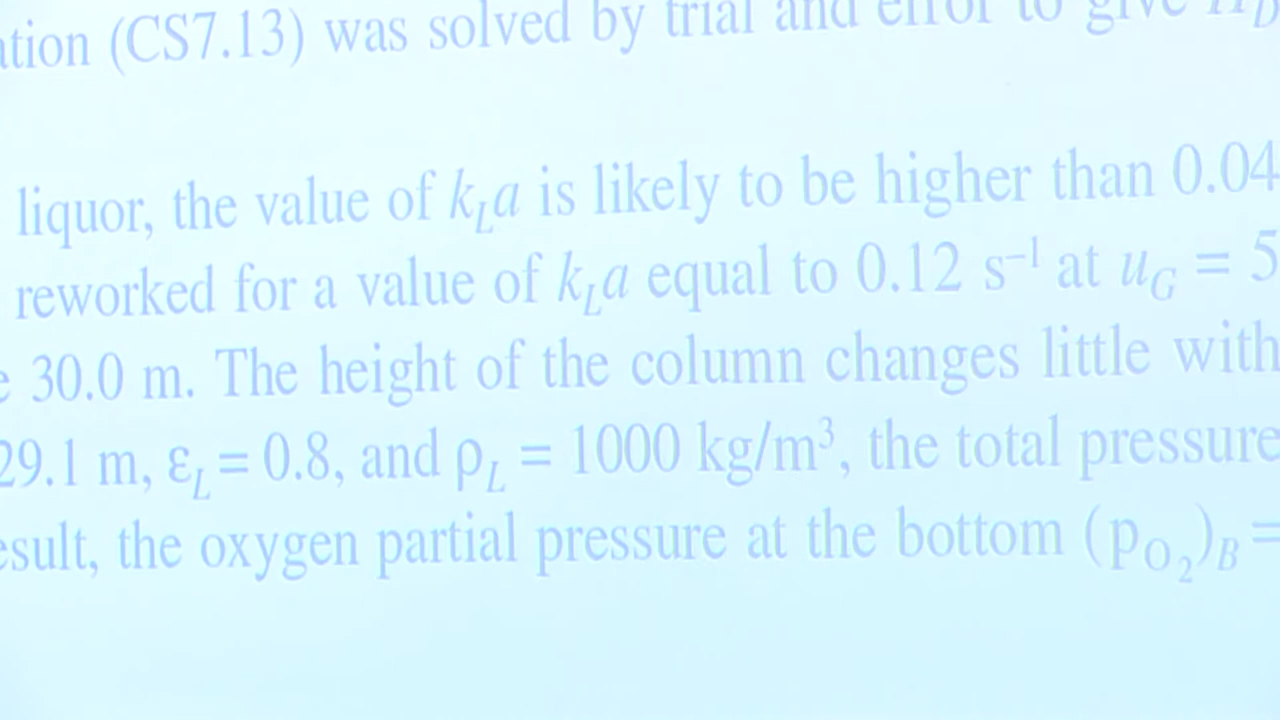 ation (CS7.13) was solved by trial and error to give H_B
liquor, the value of k_La is likely to be higher than 0.04
reworked for a value of k_La equal to 0.12 s⁻¹ at u_G = 5
e 30.0 m. The height of the column changes little with
29.1 m, ε_L = 0.8, and ρ_L = 1000 kg/m³, the total pressure
esult, the oxygen partial pressure at the bottom (p_O₂)_B =